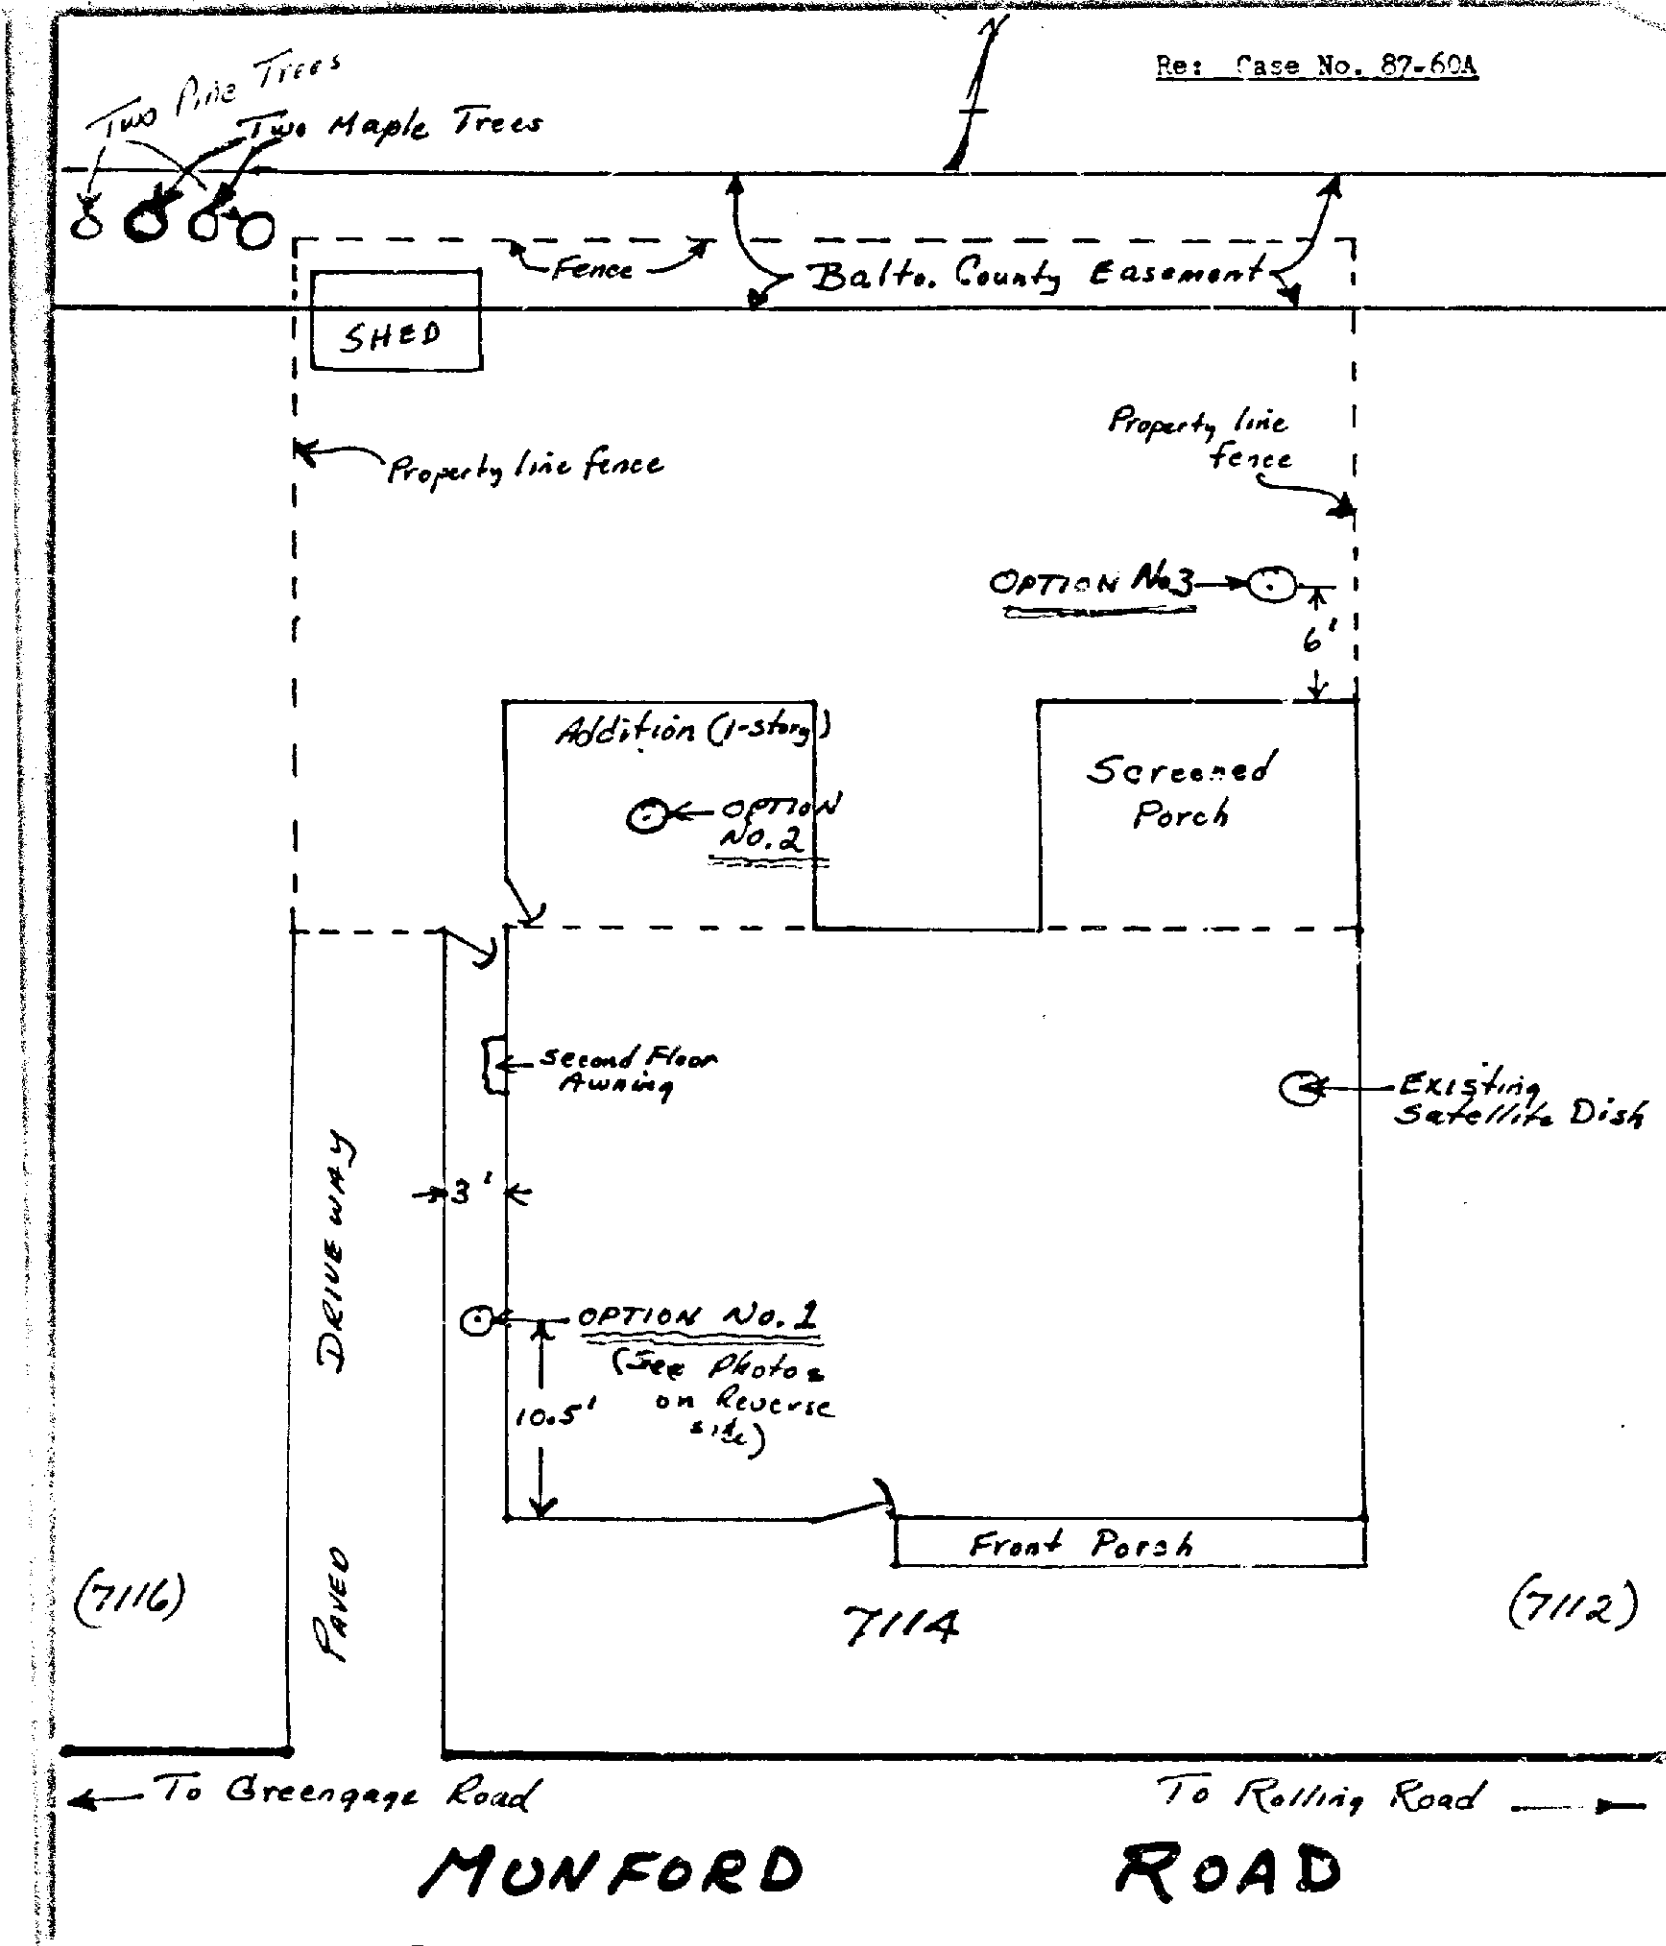 N
Re: Case No. 87-60A
Two Pine Trees
Two Maple Trees
Fence
Balto. County Easement
SHED
Property line fence
Property line
fence
OPTION No.3
6'
Addition (1-story)
OPTION
No. 2
Screened
Porch
Second Floor
Awning
Existing
Satellite Dish
3'
OPTION No. 1
(See Photos
on Reverse
side)
10.5'
PAVED DRIVEWAY
Front Porch
(7116)
7114
(7112)
To Greengage Road
To Rolling Road
MUNFORD ROAD